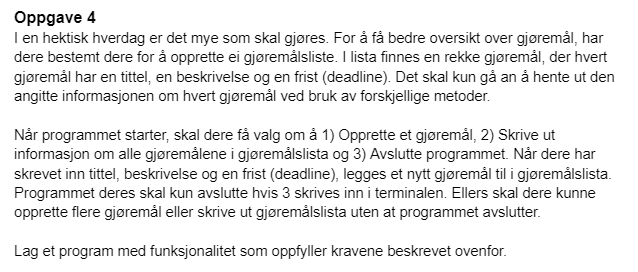 Oppgave 4
I en hektisk hverdag er det mye som skal gjøres. For å få bedre oversikt over gjøremål, har
dere bestemt dere for å opprette ei gjøremålsliste. I lista finnes en rekke gjøremål, der hvert
gjøremål har en tittel, en beskrivelse og en frist (deadline). Det skal kun gå an å hente ut den
angitte informasjonen om hvert gjøremål ved bruk av forskjellige metoder.
Når programmet starter, skal dere få valg om å 1) Opprette et gjøremål, 2) Skrive ut
informasjon om alle gjøremålene i gjøremålslista og 3) Avslutte programmet. Når dere har
skrevet inn tittel, beskrivelse og en frist (deadline), legges et nytt gjøremål til i gjøremålslista.
Programmet deres skal kun avslutte hvis 3 skrives inn i terminalen. Ellers skal dere kunne
opprette flere gjøremål eller skrive ut gjøremålslista uten at programmet avslutter.
Lag et program med funksjonalitet som oppfyller kravene beskrevet ovenfor.